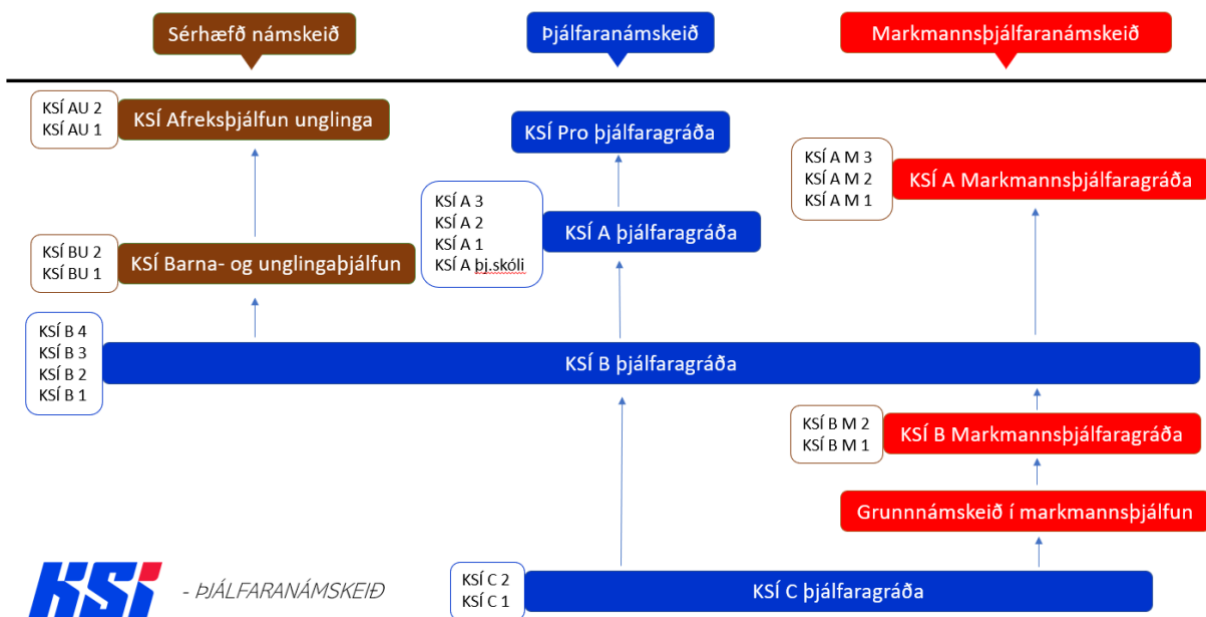 Sérhæfð námskeið
Þjálfaranámskeið
Markmannsþjálfaranámskeið
KSÍ AU 2
KSÍ AU 1
KSÍ Afreksþjálfun unglinga
KSÍ Pro þjálfaragráða
KSÍ A M 3
KSÍ A M 2
KSÍ A M 1
KSÍ A Markmannsþjálfaragráða
KSÍ A 3
KSÍ A 2
KSÍ A 1
KSÍ A þj.skóli
KSÍ A þjálfaragráða
KSÍ BU 2
KSÍ BU 1
KSÍ Barna- og unglingaþjálfun
KSÍ B 4
KSÍ B 3
KSÍ B 2
KSÍ B 1
KSÍ B þjálfaragráða
KSÍ B M 2
KSÍ B M 1
KSÍ B Markmannsþjálfaragráða
Grunnnámskeið í markmannsþjálfun
KSÍ C 2
KSÍ C 1
KSÍ C þjálfaragráða
KSÍ - ÞJÁLFARANÁMSKEIÐ